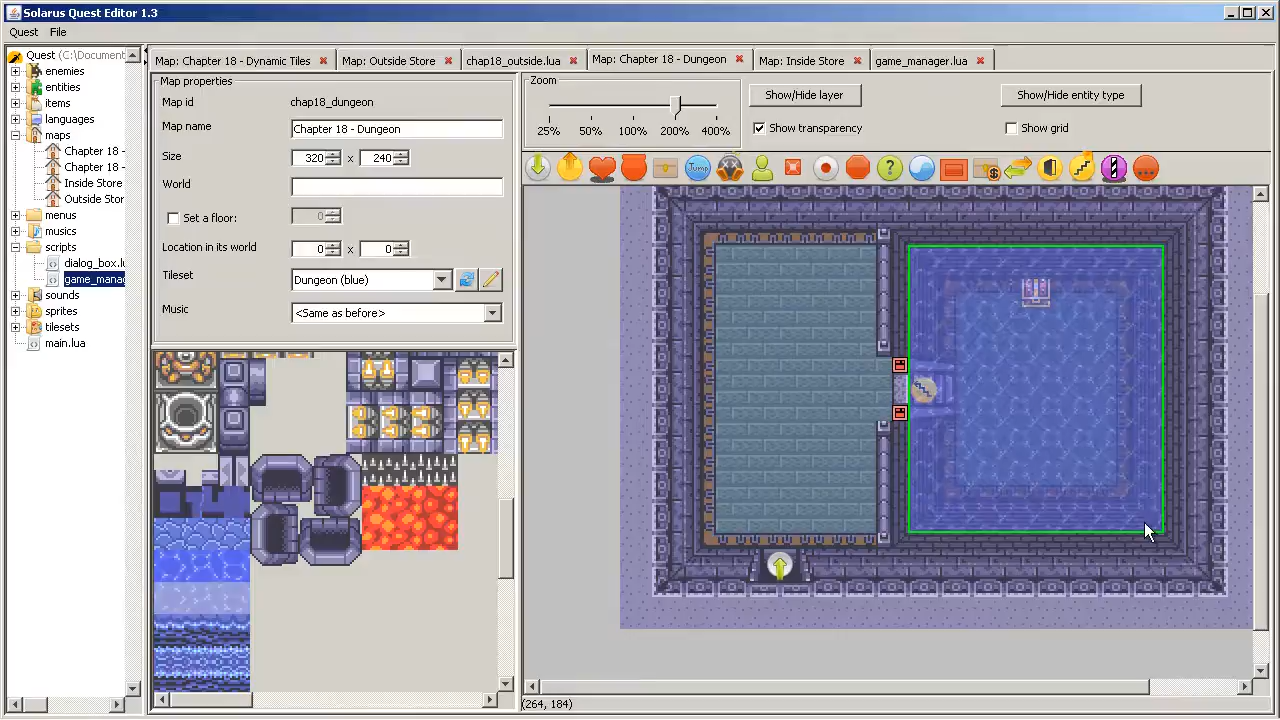 Solarus Quest Editor 1.3
Quest File
Quest (C:\Document
enemies
entities
items
languages
maps
Chapter 18 -
Chapter 18 -
Inside Store
Outside Stor
menus
musics
scripts
dialog_box.lu
game_manag
sounds
sprites
tilesets
main.lua
Map: Chapter 18 - Dynamic Tiles
Map: Outside Store
chap18_outside.lua
Map: Chapter 18 - Dungeon
Map: Inside Store
game_manager.lua
Map properties
Map id chap18_dungeon
Map name Chapter 18 - Dungeon
Size 320 x 240
World
Set a floor: 0
Location in its world 0 x 0
Tileset Dungeon (blue)
Music <Same as before>
Zoom
25% 50% 100% 200% 400%
Show/Hide layer
Show/Hide entity type
Show transparency
Show grid
Jump
?
$
(264, 184)